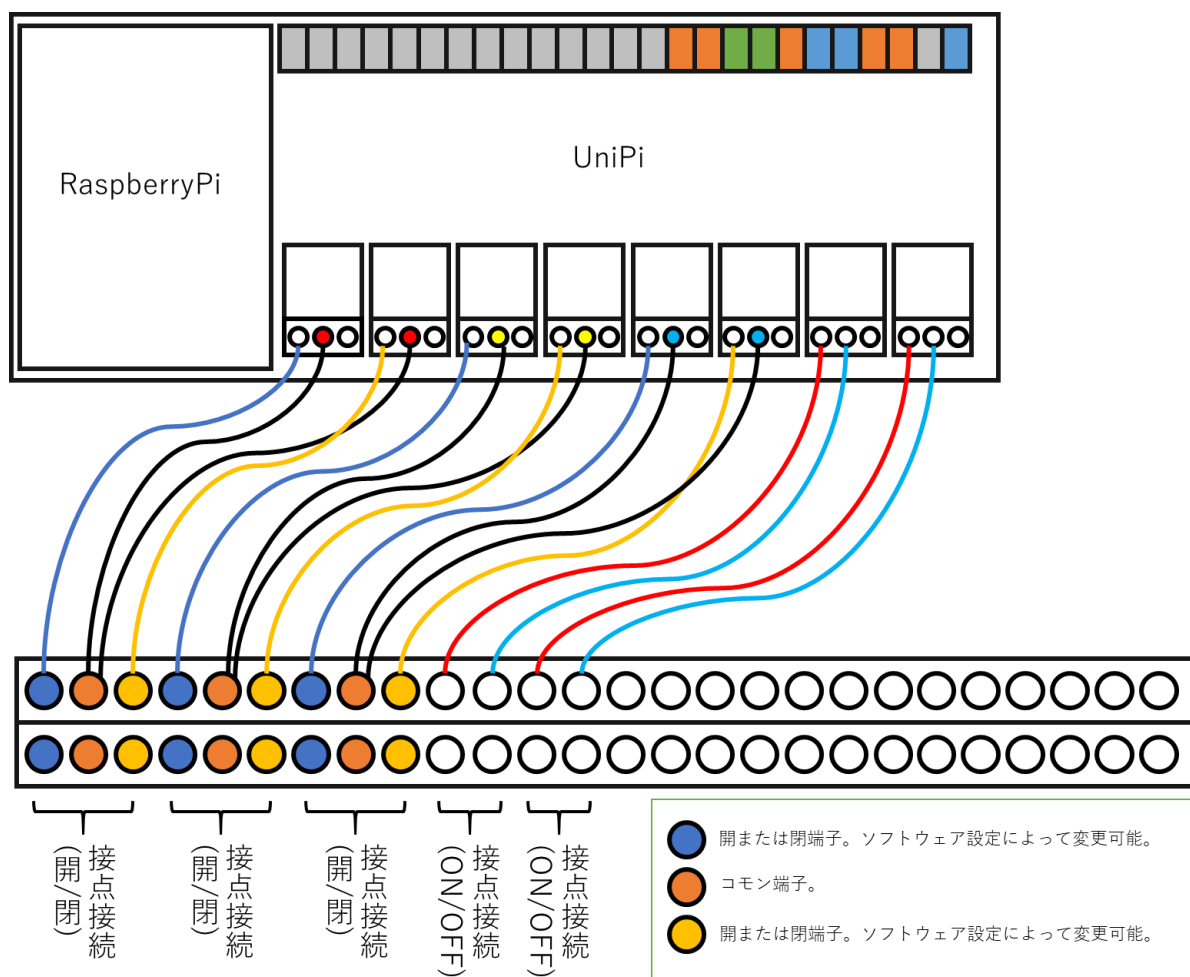 RaspberryPi
UniPi
接点接続
(開/閉)
接点接続
(開/閉)
接点接続
(開/閉)
接点接続
(ON/OFF)
接点接続
(ON/OFF)
開または閉端子。ソフトウェア設定によって変更可能。
コモン端子。
開または閉端子。ソフトウェア設定によって変更可能。